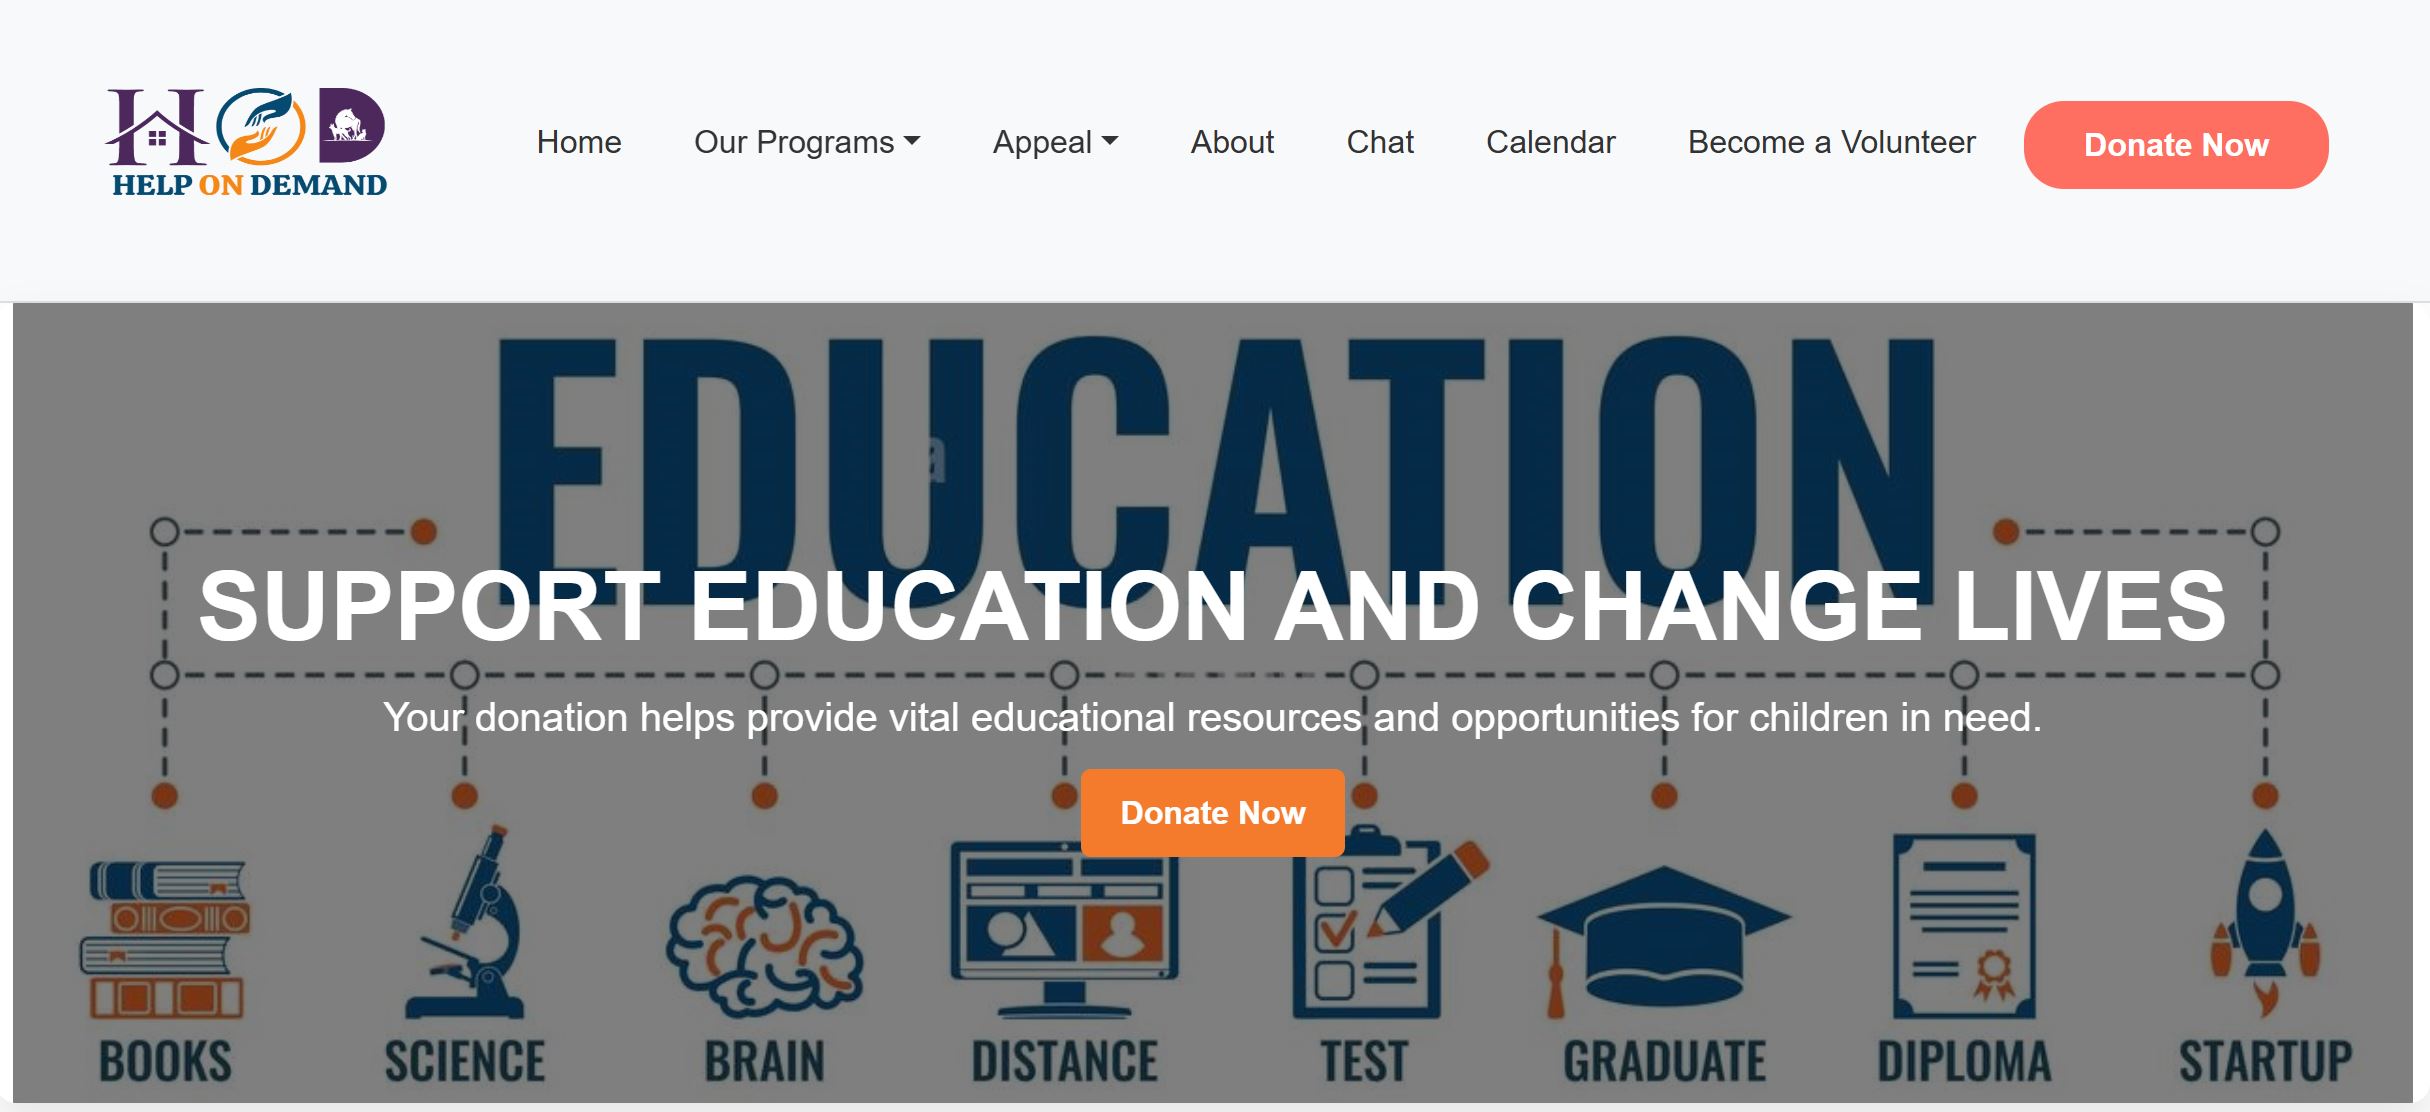 HOD
HELP ON DEMAND
Home
Our Programs
Appeal
About
Chat
Calendar
Become a Volunteer
Donate Now
EDUCATION
SUPPORT EDUCATION AND CHANGE LIVES
Your donation helps provide vital educational resources and opportunities for children in need.
Donate Now
BOOKS
SCIENCE
BRAIN
DISTANCE
TEST
GRADUATE
DIPLOMA
STARTUP